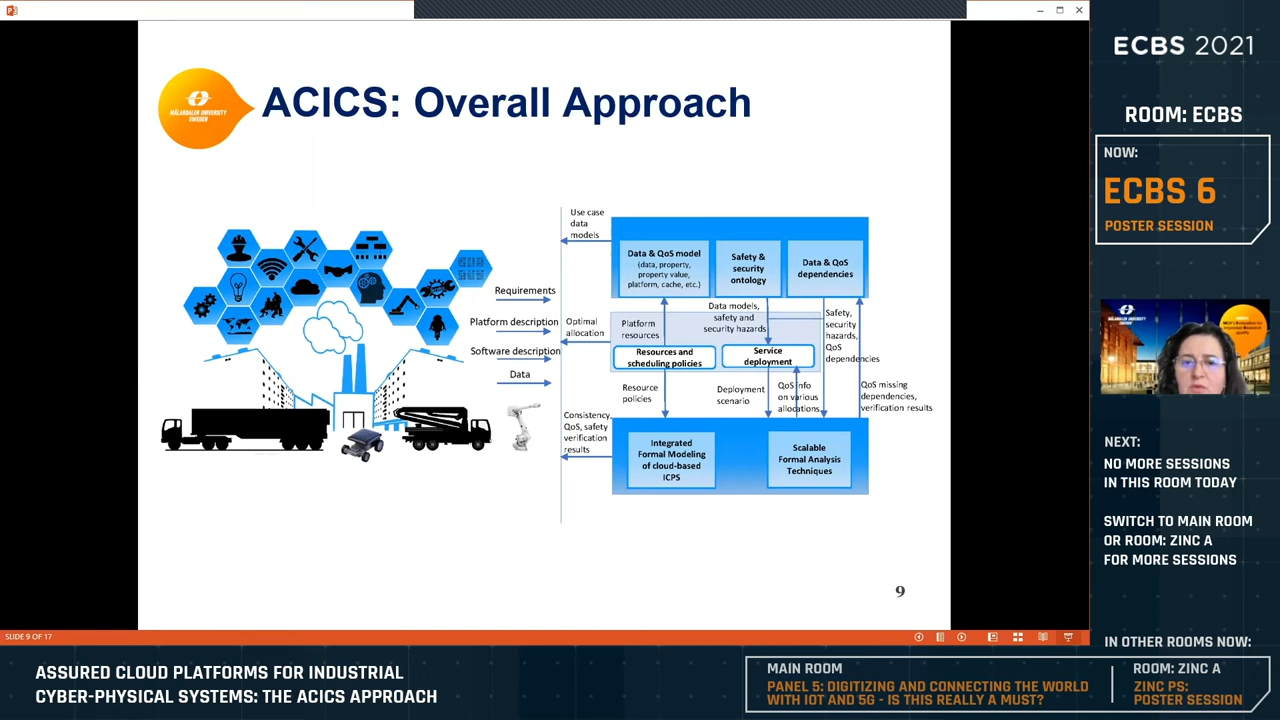 MÄLARDALEN UNIVERSITY
SWEDEN
ACICS: Overall Approach
Requirements
Platform description
Software description
Data
Use case
data
models
Optimal
allocation
Consistency,
QoS, safety
verification
results
Data & QoS model
(data, property,
property value,
platform, cache, etc.)
Safety &
security
ontology
Data & QoS
dependencies
Platform
resources
Data models,
safety and
security hazards
Safety,
security
hazards,
QoS
dependencies
Resources and
scheduling policies
Service
deployment
Resource
policies
Deployment
scenario
QoS info
on various
allocations
QoS missing
dependencies,
verification results
Integrated
Formal Modeling
of cloud-based
ICPS
Scalable
Formal Analysis
Techniques
9
SLIDE 9 OF 17
ECBS 2021
ROOM: ECBS
NOW:
ECBS 6
POSTER SESSION
NEXT:
NO MORE SESSIONS
IN THIS ROOM TODAY
SWITCH TO MAIN ROOM
OR ROOM: ZINC A
FOR MORE SESSIONS
IN OTHER ROOMS NOW:
ASSURED CLOUD PLATFORMS FOR INDUSTRIAL
CYBER-PHYSICAL SYSTEMS: THE ACICS APPROACH
MAIN ROOM
PANEL 5: DIGITIZING AND CONNECTING THE WORLD
WITH IOT AND 5G - IS THIS REALLY A MUST?
ROOM: ZINC A
ZINC PS:
POSTER SESSION